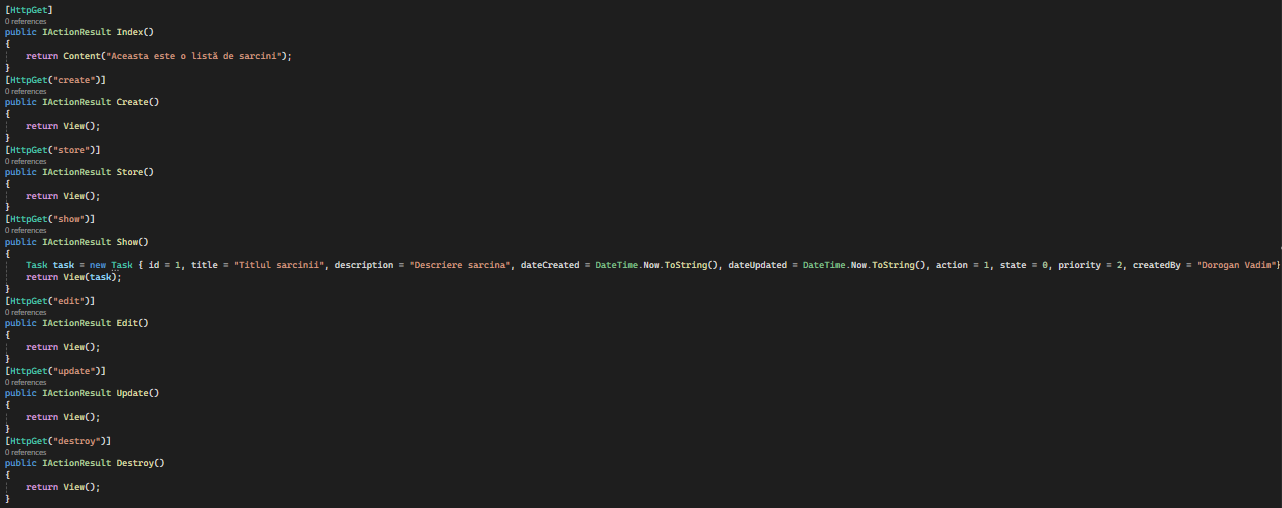 [HttpGet]
0 references
public IActionResult Index()
{
return Content("Aceasta este o listă de sarcini");
}
[HttpGet("create")]
0 references
public IActionResult Create()
{
return View();
}
[HttpGet("store")]
0 references
public IActionResult Store()
{
return View();
}
[HttpGet("show")]
0 references
public IActionResult Show()
{
Task task = new Task { id = 1, title = "Titlul sarcinii", description = "Descriere sarcina", dateCreated = DateTime.Now.ToString(), dateUpdated = DateTime.Now.ToString(), action = 1, state = 0, priority = 2, createdBy = "Dorogan Vadim"}
return View(task);
}
[HttpGet("edit")]
0 references
public IActionResult Edit()
{
return View();
}
[HttpGet("update")]
0 references
public IActionResult Update()
{
return View();
}
[HttpGet("destroy")]
0 references
public IActionResult Destroy()
{
return View();
}